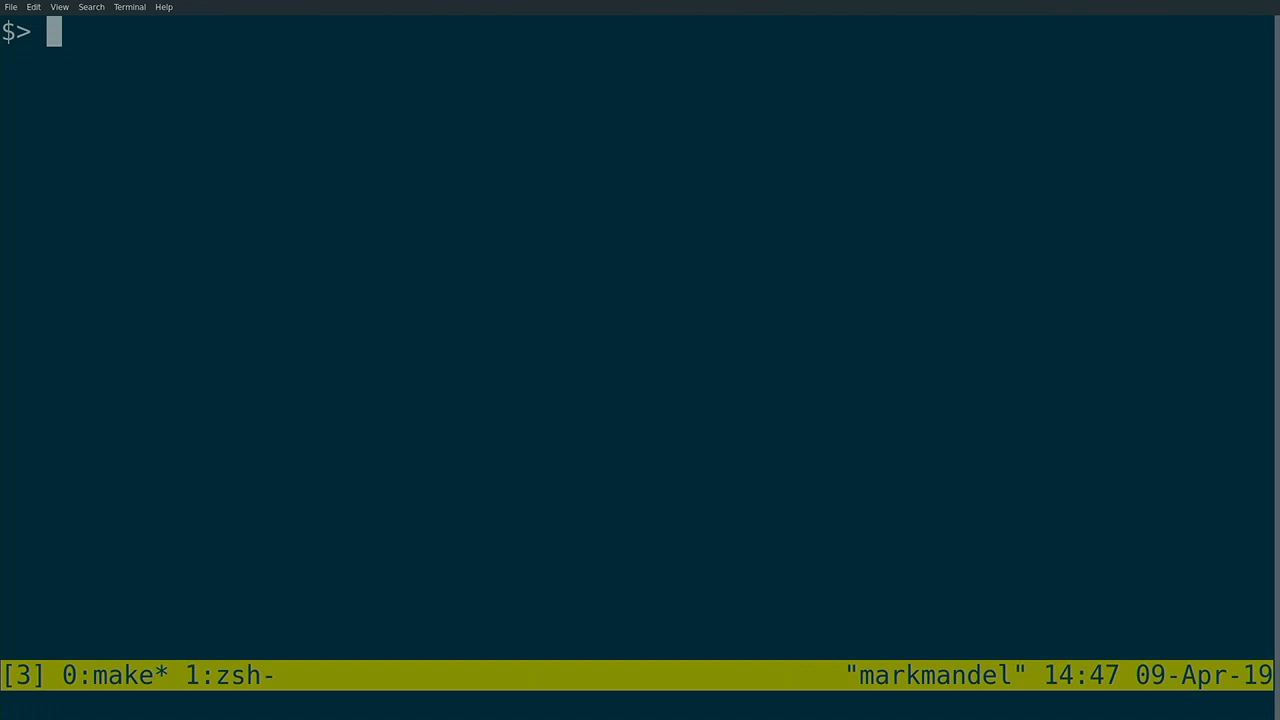 File Edit View Search Terminal Help
$>
[3] 0:make* 1:zsh- "markmandel" 14:47 09-Apr-19